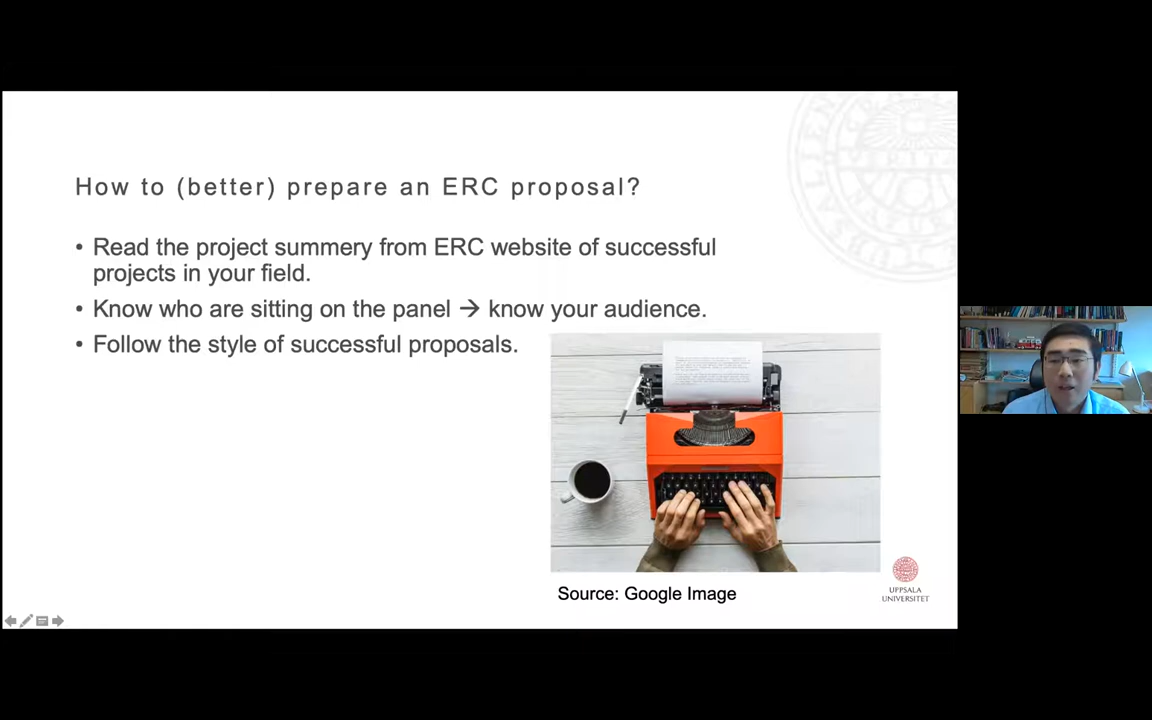 How to (better) prepare an ERC proposal?
• Read the project summery from ERC website of successful
projects in your field.
• Know who are sitting on the panel → know your audience.
• Follow the style of successful proposals.
Source: Google Image
UPPSALA
UNIVERSITET